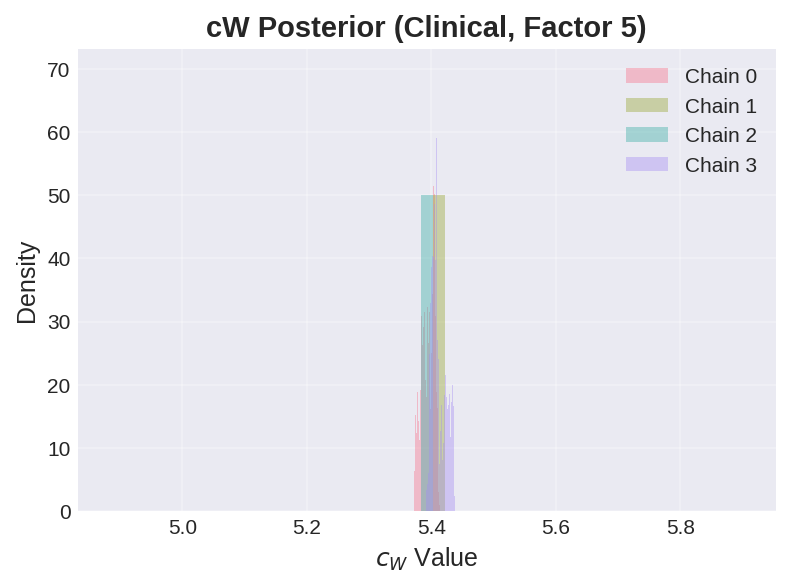 cW Posterior (Clinical, Factor 5)
70
60
50
40
30
20
10
0
Density
Chain 0
Chain 1
Chain 2
Chain 3
5.0 5.2 5.4 5.6 5.8
c_W Value